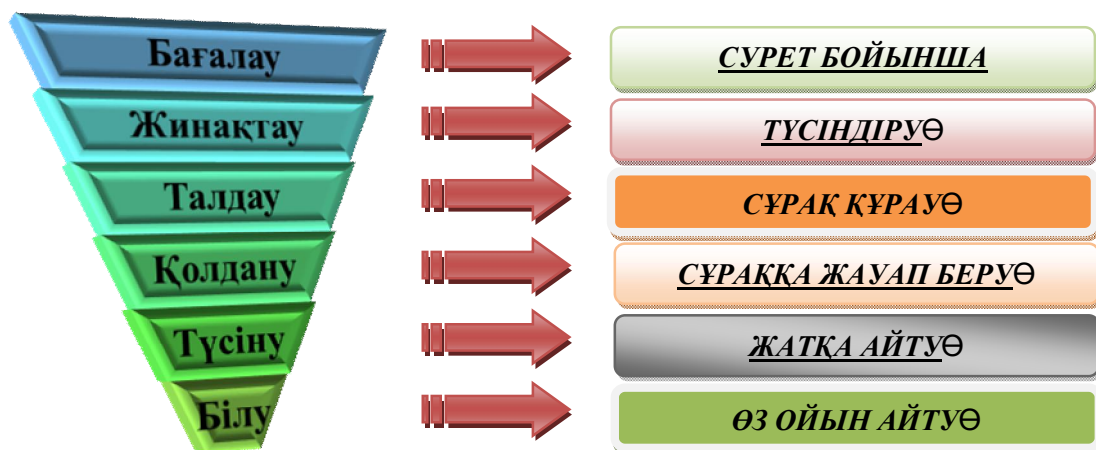 Бағалау СУРЕТ БОЙЫНША
Жинақтау ТҮСІНДІРУӨ
Талдау СҰРАҚ ҚҰРАУӨ
Қолдану СҰРАҚҚА ЖАУАП БЕРУӨ
Түсіну ЖАТҚА АЙТУӨ
Білу ӨЗ ОЙЫН АЙТУӨ